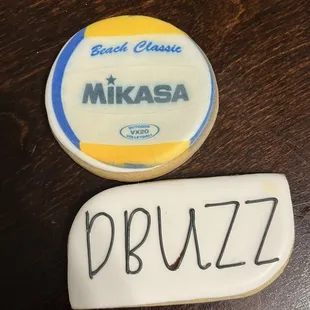 Beach Classic
MIKASA
VX20
DBUZZ